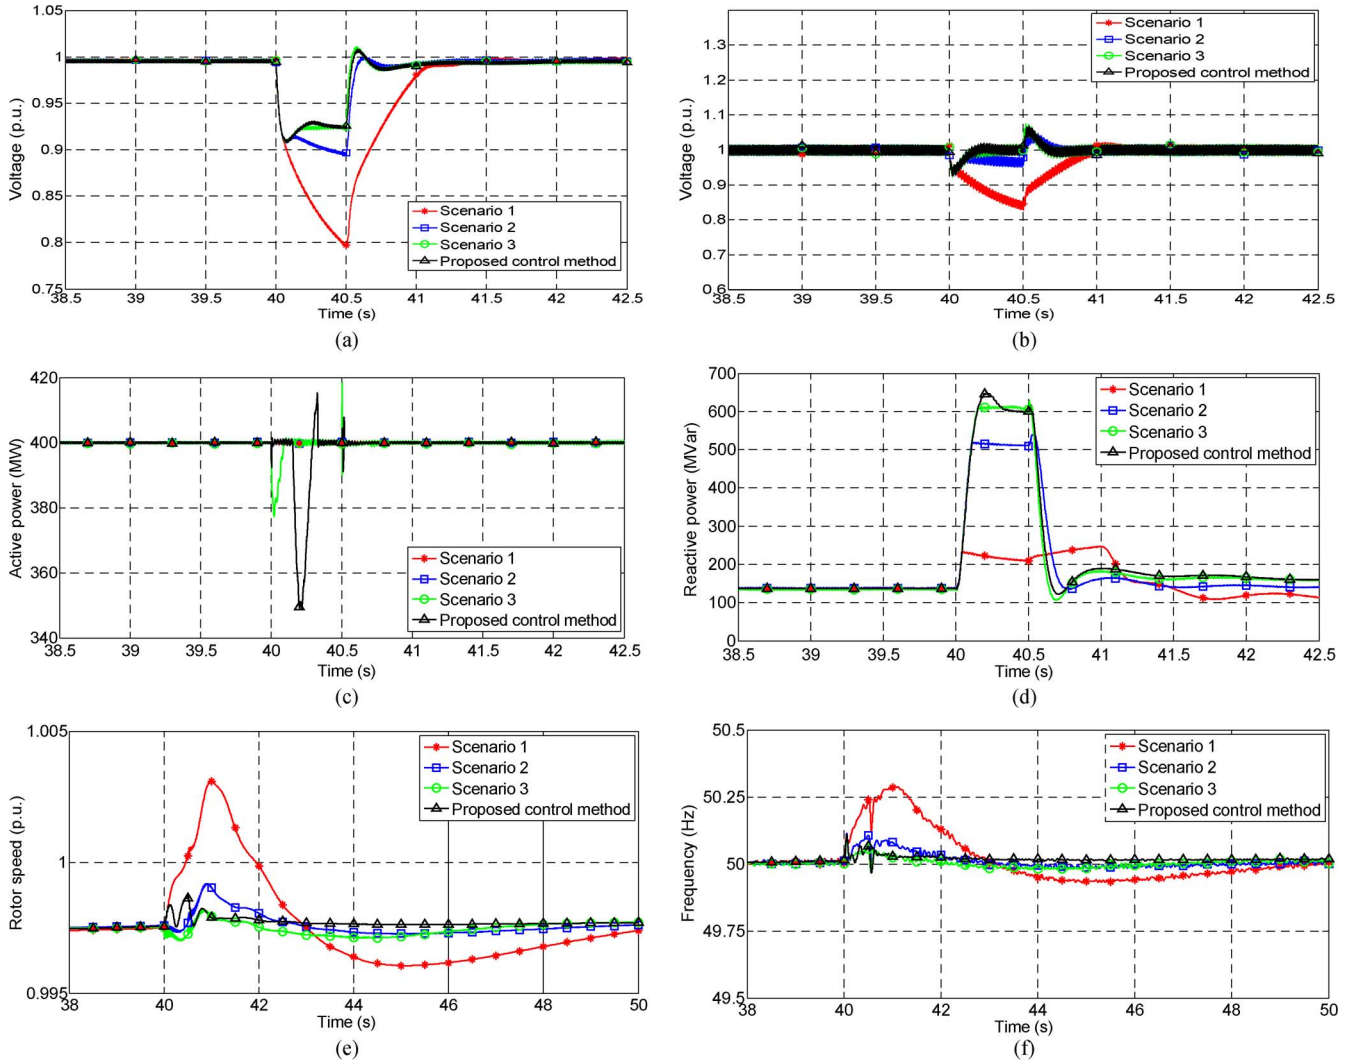 1.05
1
0.95
0.9
0.85
0.8
0.75
Voltage (p.u.)
38.5 39 39.5 40 40.5 41 41.5 42 42.5
Time (s)
Scenario 1
Scenario 2
Scenario 3
Proposed control method
(a)
1.3
1.2
1.1
1
0.9
0.8
0.7
0.6
Voltage (p.u.)
38.5 39 39.5 40 40.5 41 41.5 42 42.5
Time (s)
Scenario 1
Scenario 2
Scenario 3
Proposed control method
(b)
420
400
380
360
340
Active power (MW)
38.5 39 39.5 40 40.5 41 41.5 42 42.5
Time (s)
Scenario 1
Scenario 2
Scenario 3
Proposed control method
(c)
700
600
500
400
300
200
100
0
Reactive power (MVar)
38.5 39 39.5 40 40.5 41 41.5 42 42.5
Time (s)
Scenario 1
Scenario 2
Scenario 3
Proposed control method
(d)
1.005
1
0.995
Rotor speed (p.u.)
38 40 42 44 46 48 50
Time (s)
Scenario 1
Scenario 2
Scenario 3
Proposed control method
(e)
50.5
50.25
50
49.75
49.5
Frequency (Hz)
38 40 42 44 46 48 50
Time (s)
Scenario 1
Scenario 2
Scenario 3
Proposed control method
(f)